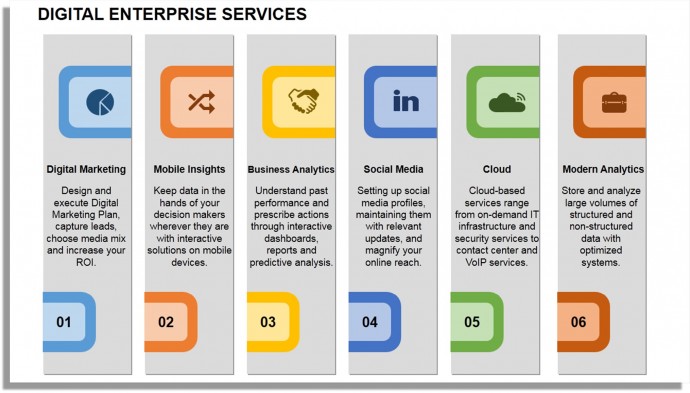 DIGITAL ENTERPRISE SERVICES
Digital Marketing
Design and
execute Digital
Marketing Plan,
capture leads,
choose media mix
and increase your
ROI.
01
Mobile Insights
Keep data in the
hands of your
decision makers
wherever they are
with interactive
solutions on mobile
devices.
02
Business Analytics
Understand past
performance and
prescribe actions
through interactive
dashboards,
reports and
predictive analysis.
03
in
Social Media
Setting up social
media profiles,
maintaining them
with relevant
updates, and
magnify your
online reach.
04
Cloud
Cloud-based
services range
from on-demand IT
infrastructure and
security services to
contact center and
VoIP services.
05
Modern Analytics
Store and analyze
large volumes of
structured and
non-structured
data with
optimized
systems.
06